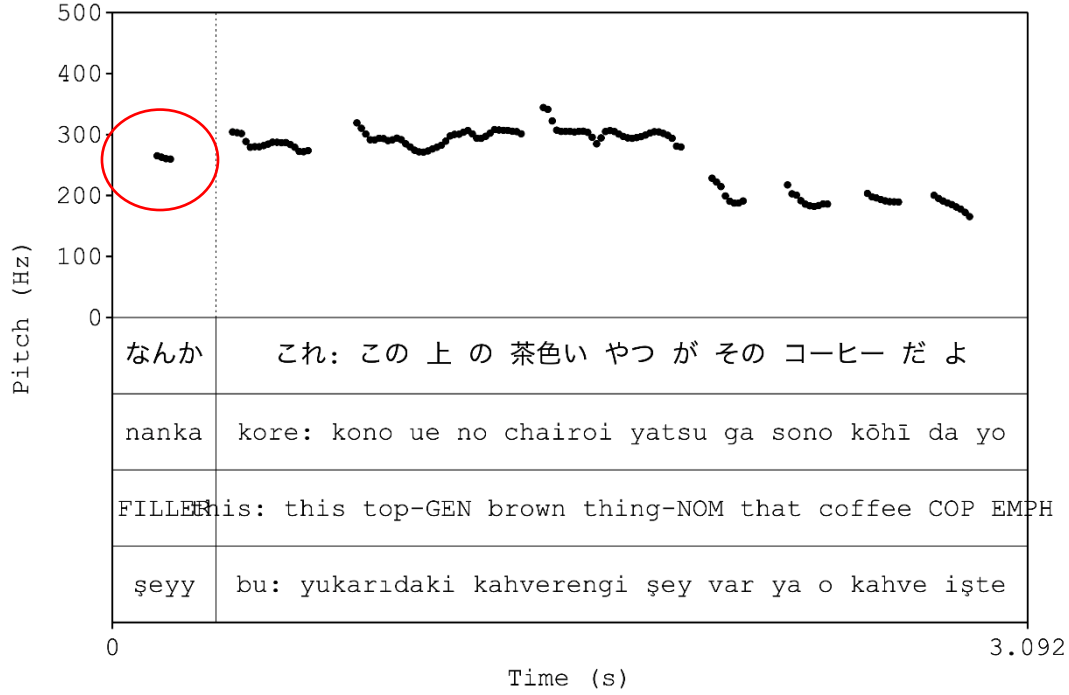 500
400
300
200
100
0
Pitch (Hz)
なんか これ: この 上 の 茶色い やつ が その コーヒー だ よ
nanka kore: kono ue no chairoi yatsu ga sono kōhī da yo
FILLER this: this top-GEN brown thing-NOM that coffee COP EMPH
şeyy bu: yukarıdaki kahverengi şey var ya o kahve işte
0 3.092
Time (s)